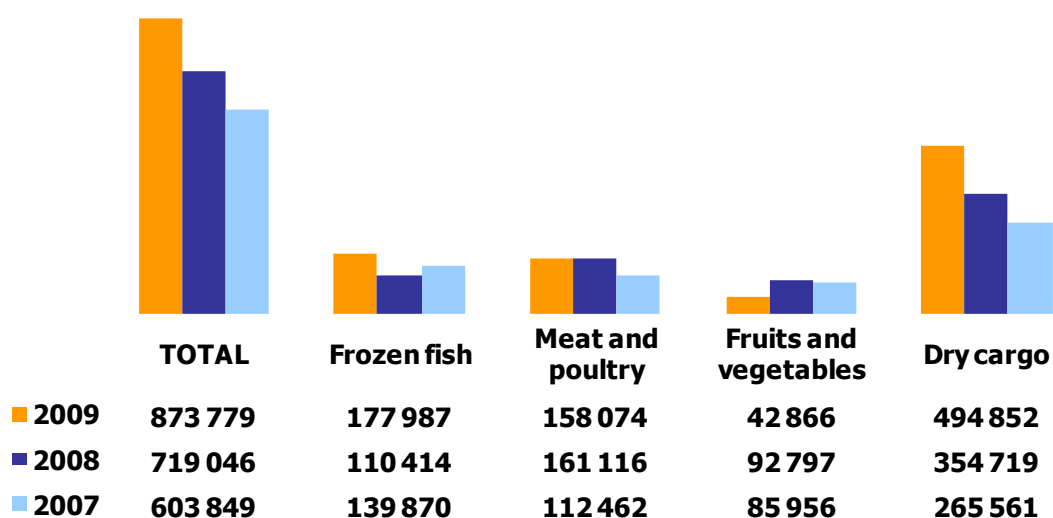 TOTAL Frozen fish Meat and poultry Fruits and vegetables Dry cargo
2009 873 779 177 987 158 074 42 866 494 852
2008 719 046 110 414 161 116 92 797 354 719
2007 603 849 139 870 112 462 85 956 265 561